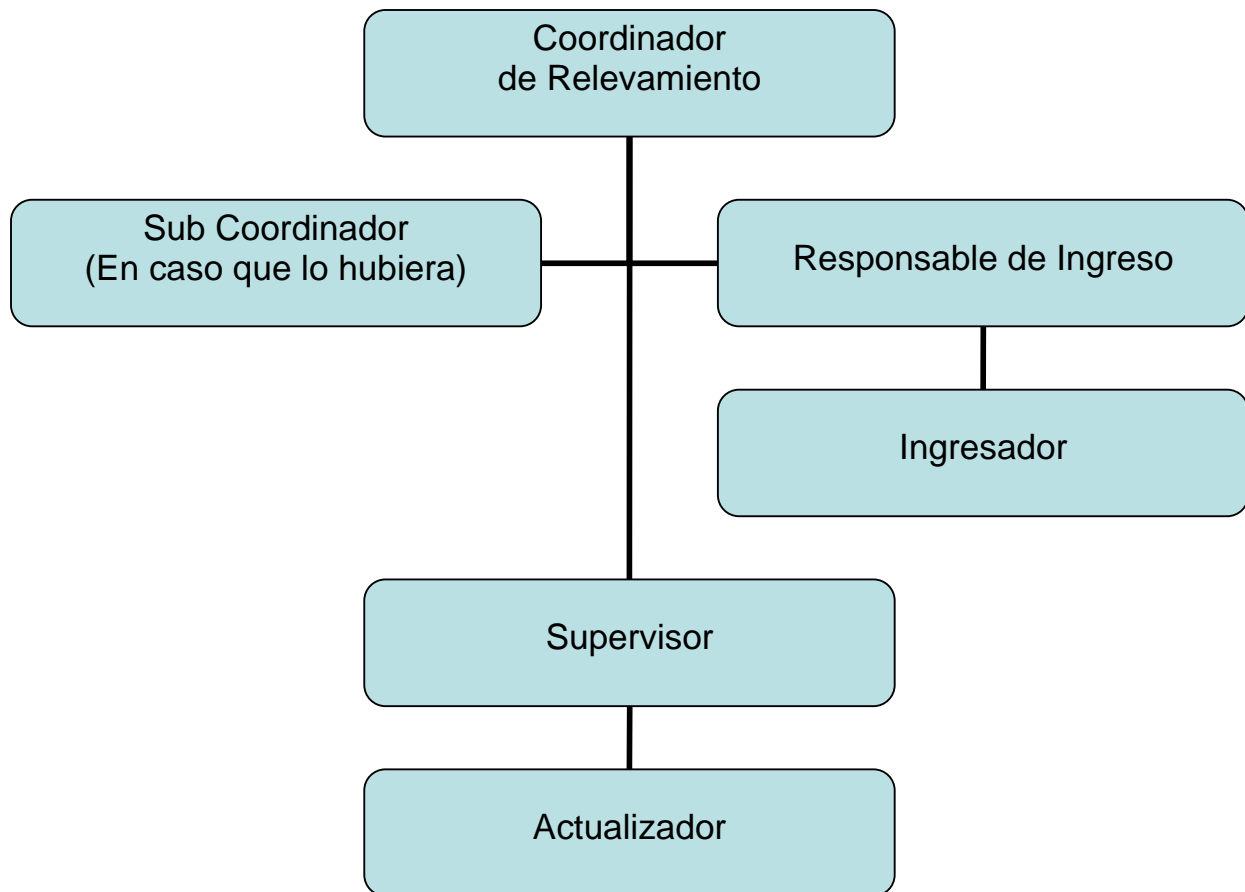 Coordinador
de Relevamiento
Sub Coordinador
(En caso que lo hubiera)
Responsable de Ingreso
Ingresador
Supervisor
Actualizador